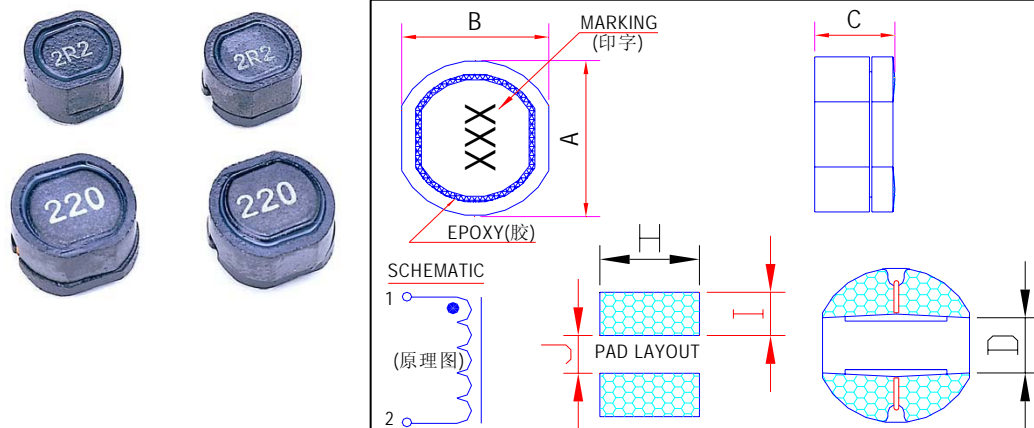 2R2
2R2
220
220
B
MARKING
(印字)
XXX
A
EPOXY(胶)
C
SCHEMATIC
1
(原理图)
2
H
I
J
PAD LAYOUT
D